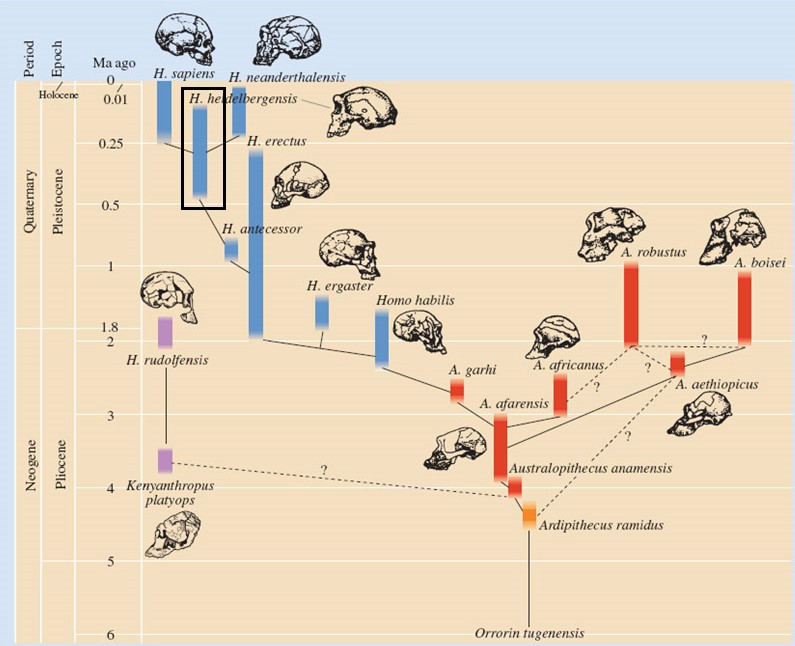 Period
Epoch
Ma ago
H. sapiens
H. neanderthalensis
0
Holocene
0.01
H. heidelbergensis
0.25
H. erectus
Quaternary
Pleistocene
0.5
H. antecessor
A. robustus
1
A. boisei
H. ergaster
Homo habilis
1.8
2
?
H. rudolfensis
A. garhi
A. africanus
?
?
A. aethiopicus
3
A. afarensis
?
Neogene
Pliocene
?
Australopithecus anamensis
4
Kenyanthropus
platyops
Ardipithecus ramidus
5
6
Orrorin tugenensis